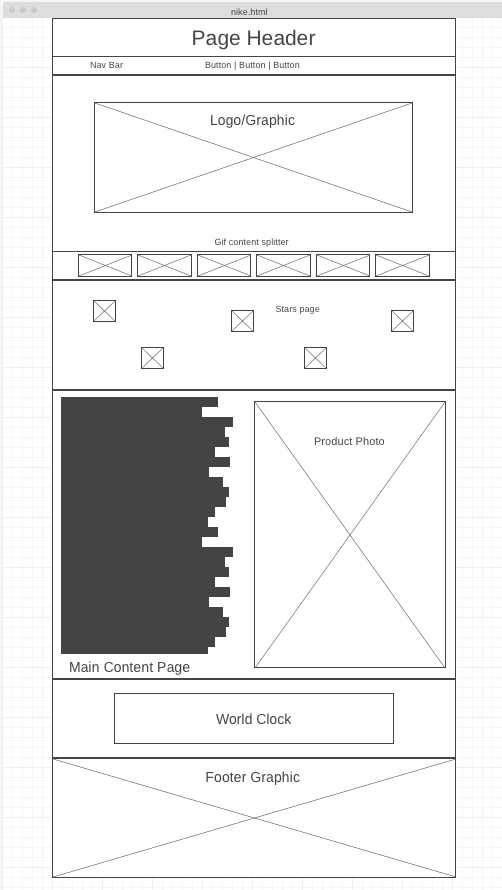 nike.html
Page Header
Nav Bar
Button | Button | Button
Logo/Graphic
Gif content splitter
Stars page
Product Photo
Main Content Page
World Clock
Footer Graphic